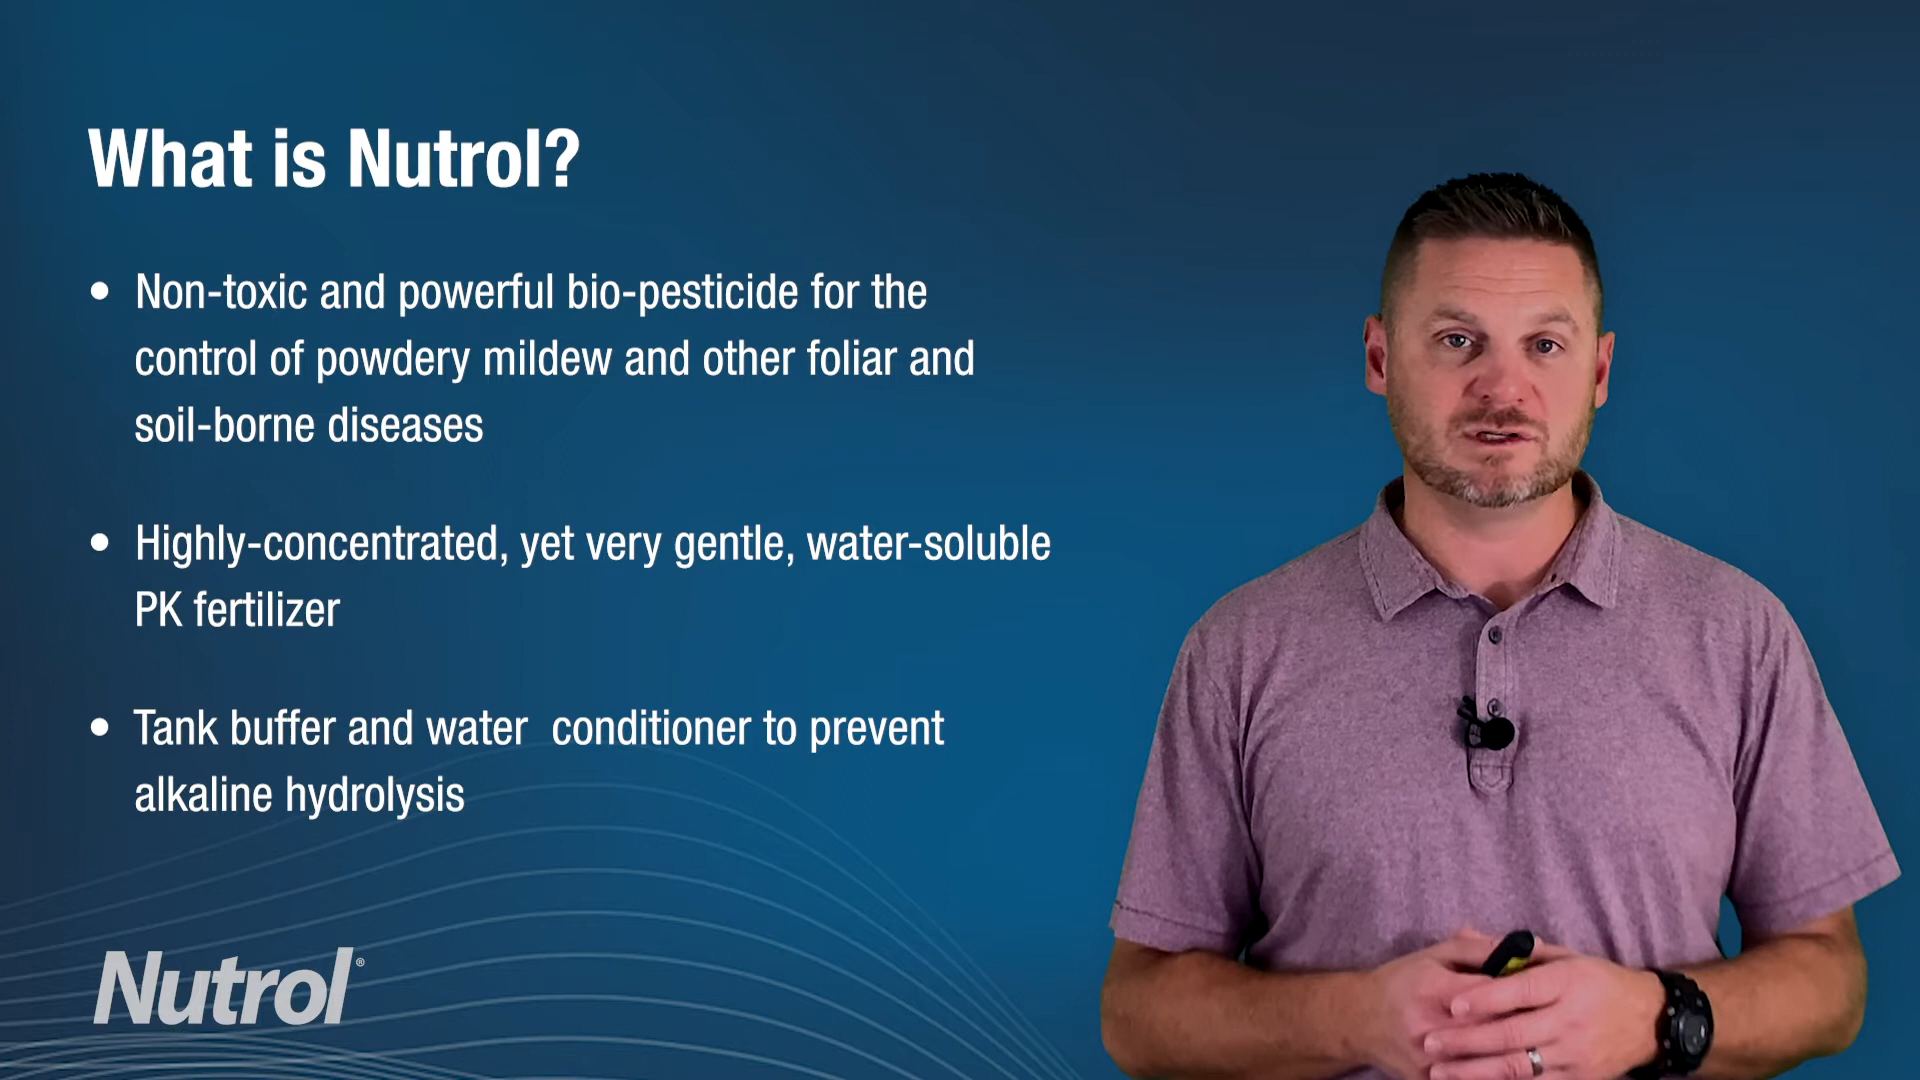 What is Nutrol?
• Non-toxic and powerful bio-pesticide for the
control of powdery mildew and other foliar and
soil-borne diseases
• Highly-concentrated, yet very gentle, water-soluble
PK fertilizer
• Tank buffer and water  conditioner to prevent
alkaline hydrolysis
Nutrol®